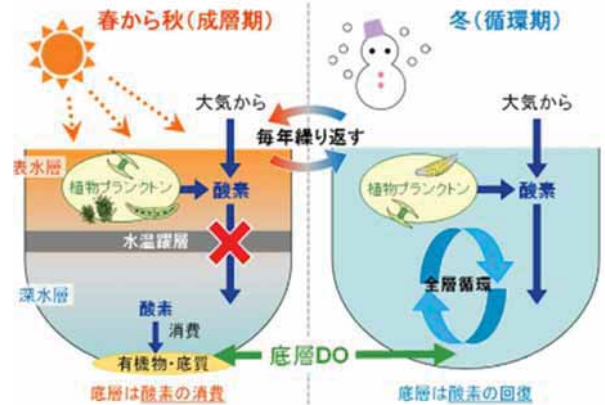 春から秋(成層期)
大気から
表水層
植物プランクトン
酸素
水温躍層
深水層
酸素
消費
有機物・底質
底層は酸素の消費
毎年繰り返す
底層DO
冬(循環期)
大気から
植物プランクトン
酸素
全層循環
底層は酸素の回復